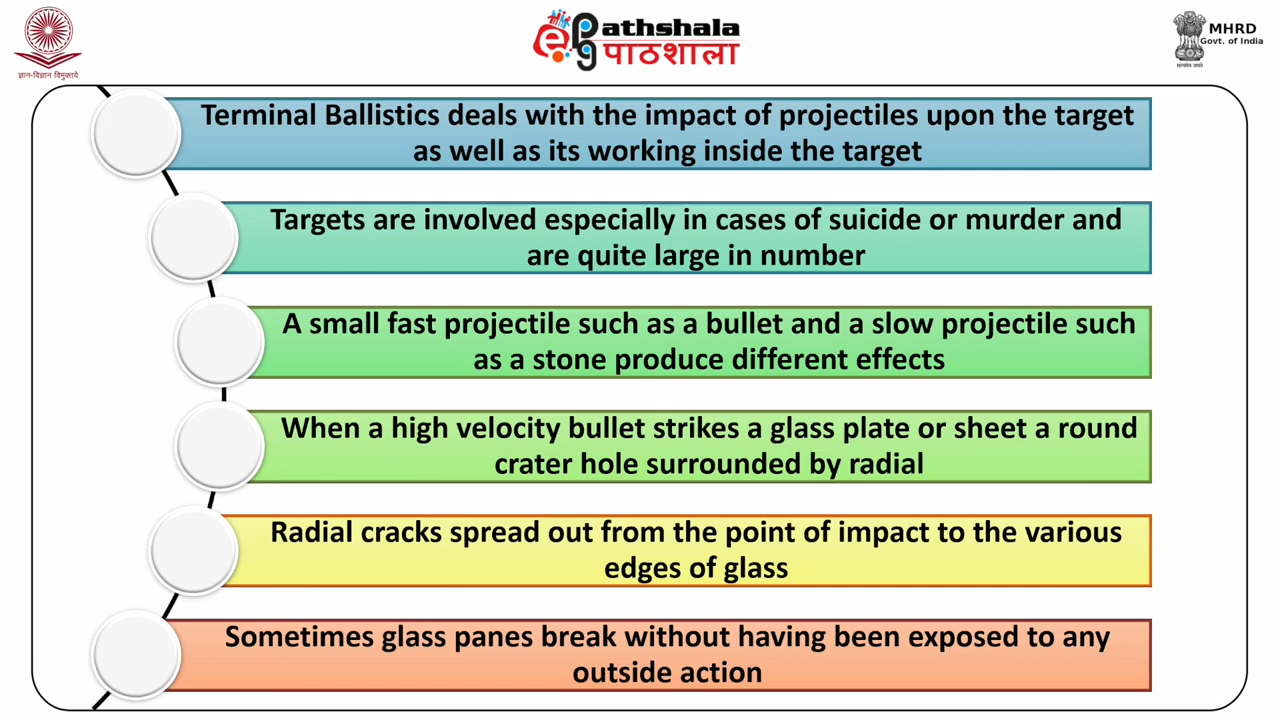 ज्ञान-विज्ञान विमुक्तये
ePG Pathshala
पाठशाला
MHRD
Govt. of India
सत्यमेव जयते
Terminal Ballistics deals with the impact of projectiles upon the target
as well as its working inside the target
Targets are involved especially in cases of suicide or murder and
are quite large in number
A small fast projectile such as a bullet and a slow projectile such
as a stone produce different effects
When a high velocity bullet strikes a glass plate or sheet a round
crater hole surrounded by radial
Radial cracks spread out from the point of impact to the various
edges of glass
Sometimes glass panes break without having been exposed to any
outside action